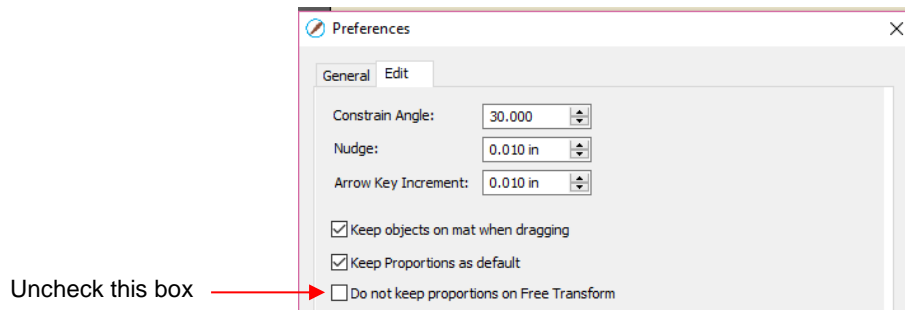 Preferences
General Edit
Constrain Angle: 30.000
Nudge: 0.010 in
Arrow Key Increment: 0.010 in
Keep objects on mat when dragging
Keep Proportions as default
Uncheck this box Do not keep proportions on Free Transform